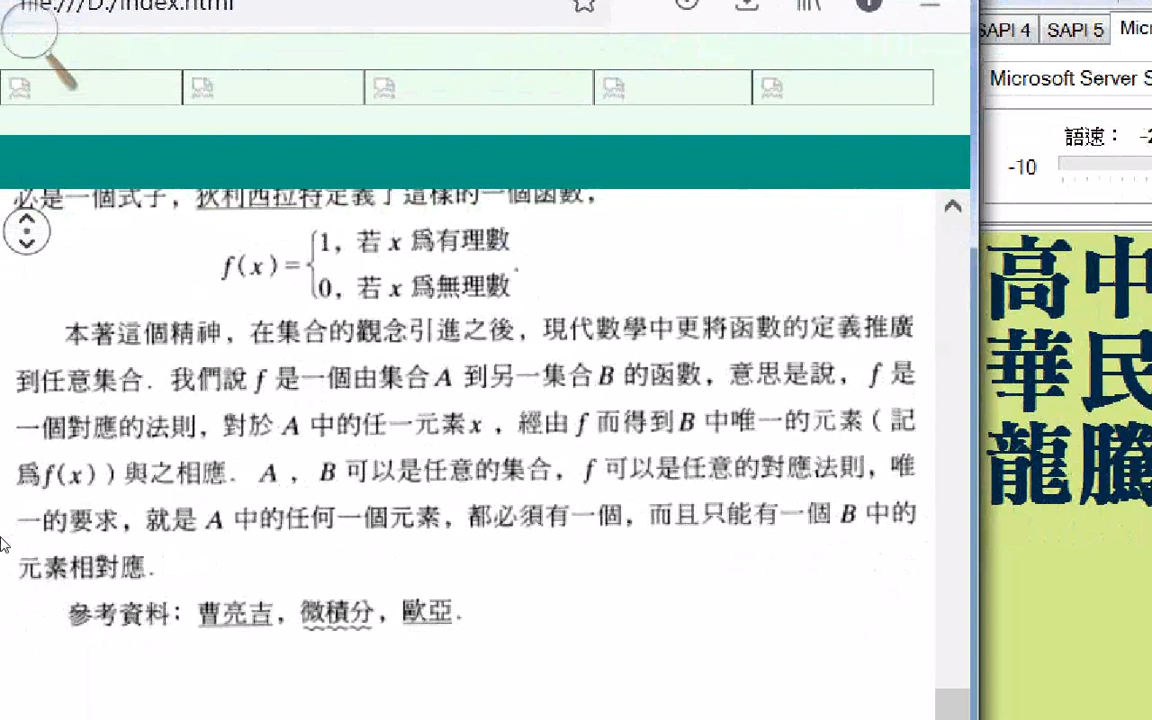 file:///D:/index.html
SAPI 4 SAPI 5
Microsoft Server
語速：
-10
必是一個式子，狄利西拉特定義了這樣的一個函數，
f(x)={1，若 x 爲有理數
0，若 x 爲無理數.
本著這個精神，在集合的觀念引進之後，現代數學中更將函數的定義推廣
到任意集合．我們說 f 是一個由集合 A 到另一集合 B 的函數，意思是說，f 是
一個對應的法則，對於 A 中的任一元素 x ，經由 f 而得到 B 中唯一的元素（記
爲f(x)）與之相應．A ，B 可以是任意的集合，f 可以是任意的對應法則，唯
一的要求，就是 A 中的任何一個元素，都必須有一個，而且只能有一個 B 中的
元素相對應．
參考資料：曹亮吉，微積分，歐亞．
高中
華民
龍騰